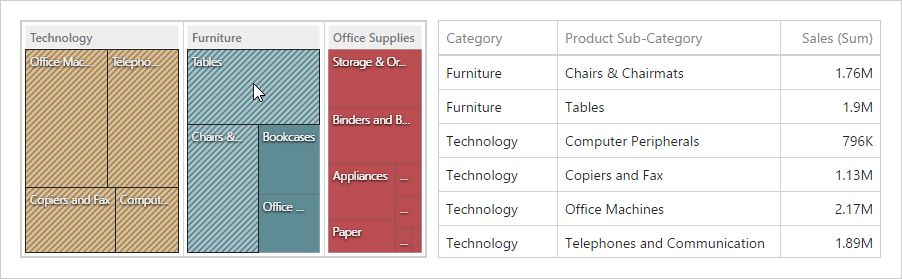 Technology Furniture Office Supplies
Office Mac... Telepho... Tables Storage & Or...
Binders and B...
Chairs &... Bookcases
Appliances ...
Copiers and Fax Comput... Office ... ...
Paper ...
Category Product Sub-Category Sales (Sum)
Furniture Chairs & Chairmats 1.76M
Furniture Tables 1.9M
Technology Computer Peripherals 796K
Technology Copiers and Fax 1.13M
Technology Office Machines 2.17M
Technology Telephones and Communication 1.89M